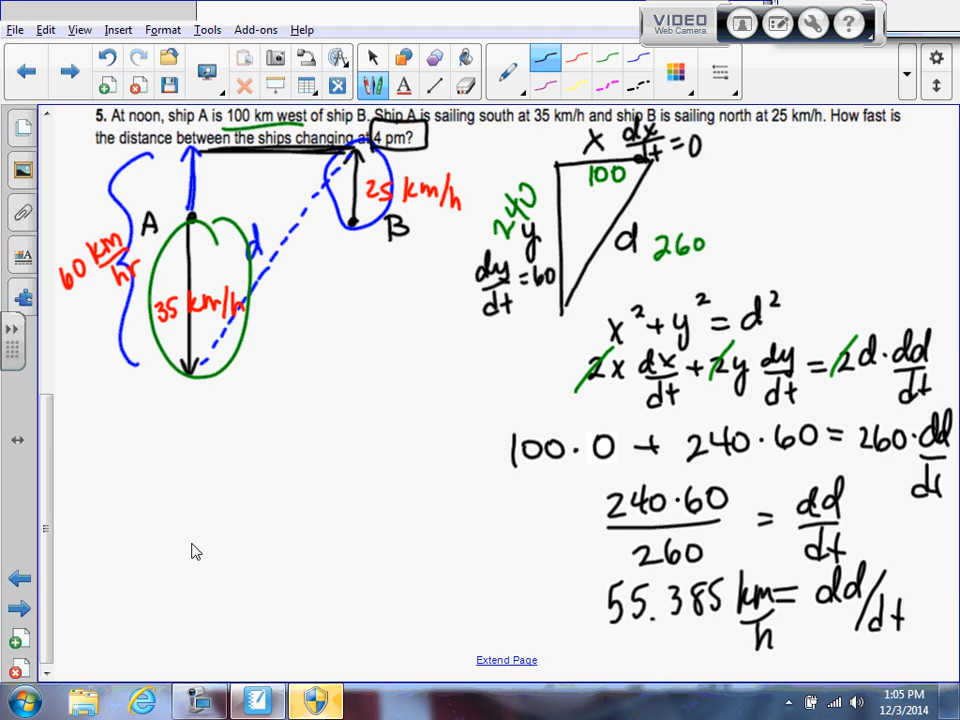 VIDEO
Web Camera
File Edit View Insert Format Tools Add-ons Help
5. At noon, ship A is 100 km west of ship B. Ship A is sailing south at 35 km/h and ship B is sailing north at 25 km/h. How fast is
the distance between the ships changing at 4 pm?
x dx/dt = 0
100
25 km/h
A
B
d
240
y
d 260
60 km/hr
dy/dt = 60
35 km/h
x² + y² = d²
2x dx/dt + 2y dy/dt = 2d · dd/dt
100 · 0 + 240 · 60 = 260 · dd/dt
240 · 60 / 260 = dd/dt
55.385 km/h = dd/dt
Extend Page
1:05 PM
12/3/2014